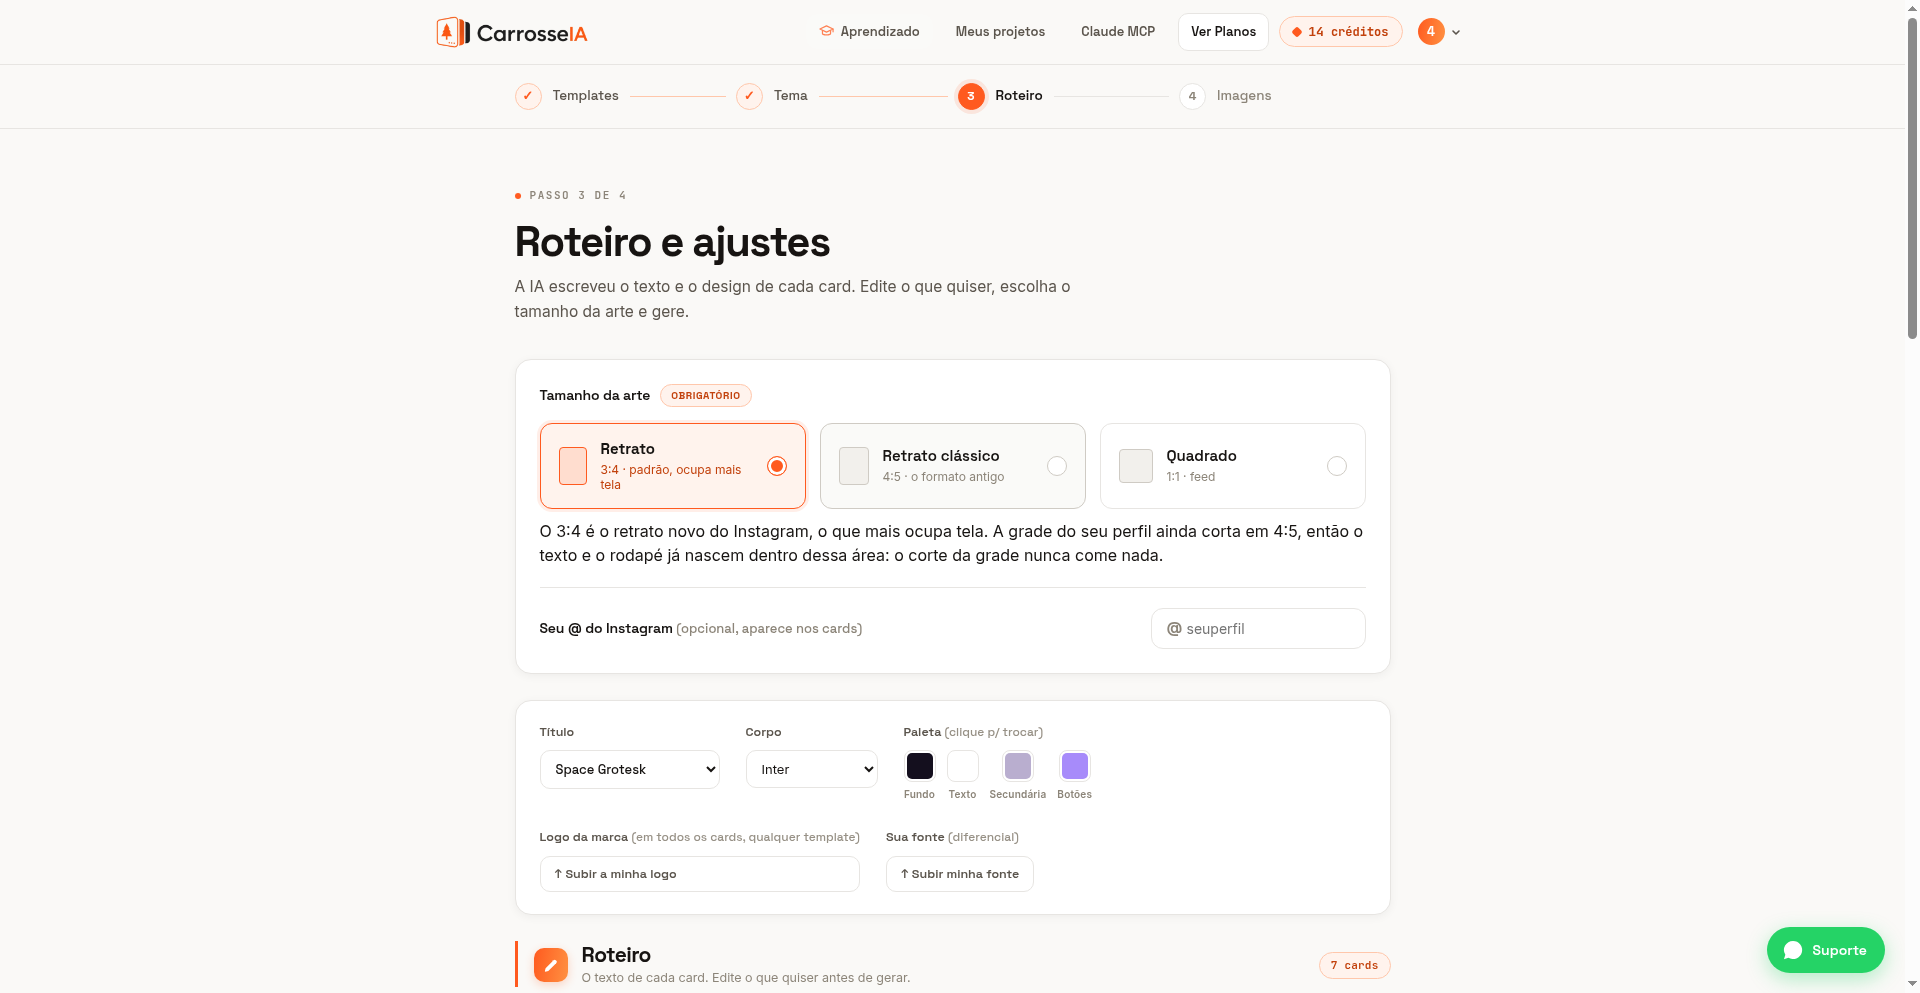 CarrosseIA
Aprendizado
Meus projetos
Claude MCP
Ver Planos
14 créditos
4
✓ Templates
✓ Tema
3 Roteiro
4 Imagens
PASSO 3 DE 4
Roteiro e ajustes
A IA escreveu o texto e o design de cada card. Edite o que quiser, escolha o
tamanho da arte e gere.
Tamanho da arte OBRIGATÓRIO
Retrato
3:4 · padrão, ocupa mais
tela
Retrato clássico
4:5 · o formato antigo
Quadrado
1:1 · feed
O 3:4 é o retrato novo do Instagram, o que mais ocupa tela. A grade do seu perfil ainda corta em 4:5, então o
texto e o rodapé já nascem dentro dessa área: o corte da grade nunca come nada.
Seu @ do Instagram (opcional, aparece nos cards)
@ seuperfil
Título
Space Grotesk
Corpo
Inter
Paleta (clique p/ trocar)
Fundo
Texto
Secundária
Botões
Logo da marca (em todos os cards, qualquer template)
↑ Subir a minha logo
Sua fonte (diferencial)
↑ Subir minha fonte
Roteiro
O texto de cada card. Edite o que quiser antes de gerar.
7 cards
Suporte